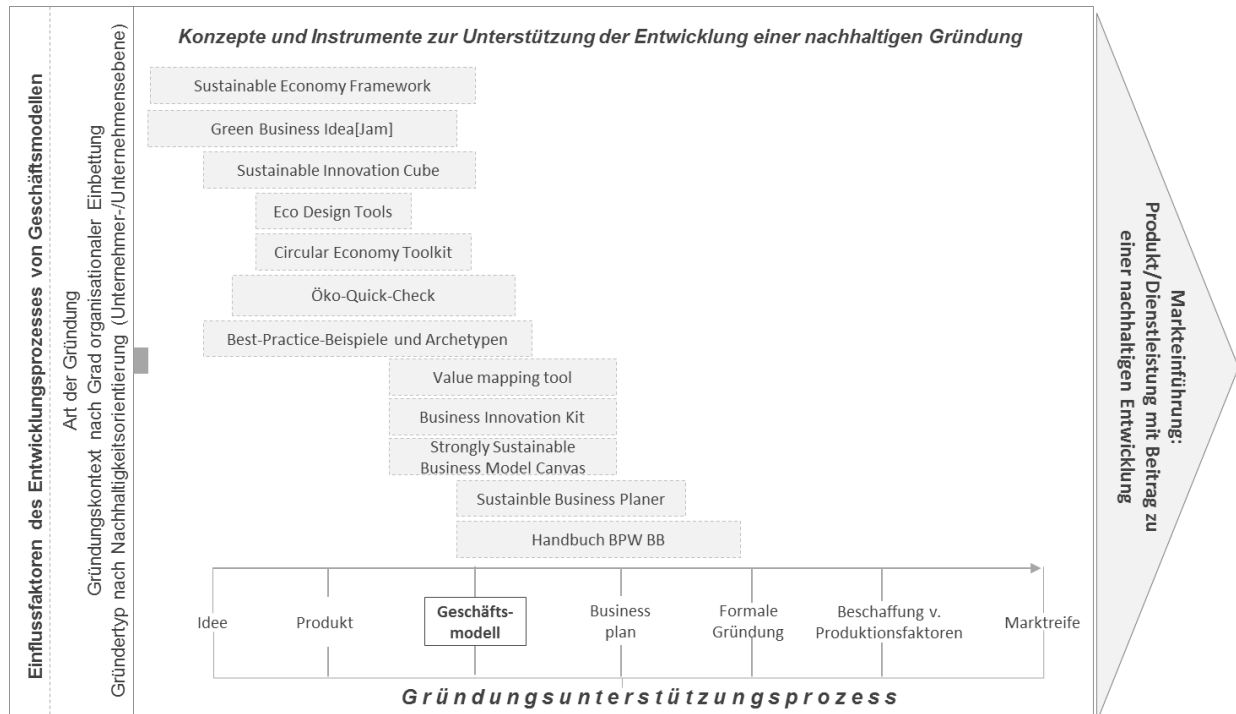 Konzepte und Instrumente zur Unterstützung der Entwicklung einer nachhaltigen Gründung
Einflussfaktoren des Entwicklungsprozesses von Geschäftsmodellen
Art der Gründung
Gründungskontext nach Grad organisationaler Einbettung
Gründertyp nach Nachhaltigkeitsorientierung (Unternehmer-/Unternehmensebene)
Sustainable Economy Framework
Green Business Idea[Jam]
Sustainable Innovation Cube
Eco Design Tools
Circular Economy Toolkit
Öko-Quick-Check
Best-Practice-Beispiele und Archetypen
Value mapping tool
Business Innovation Kit
Strongly Sustainable
Business Model Canvas
Sustainble Business Planer
Handbuch BPW BB
Idee
Produkt
Geschäfts-
modell
Business
plan
Formale
Gründung
Beschaffung v.
Produktionsfaktoren
Marktreife
Gründungsunterstützungsprozess
Markteinführung:
Produkt/Dienstleistung mit Beitrag zu
einer nachhaltigen Entwicklung